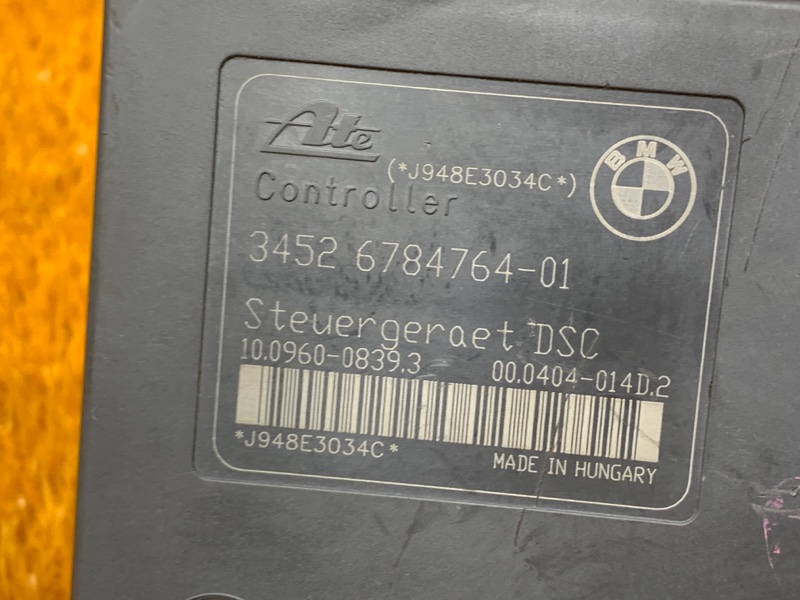 Ate
(*J948E3034C*)
BMW
Controller
3452 6784764-01
Steuergeraet DSC
10.0960-0839.3 00.0404-014D.2
*J948E3034C*
MADE IN HUNGARY